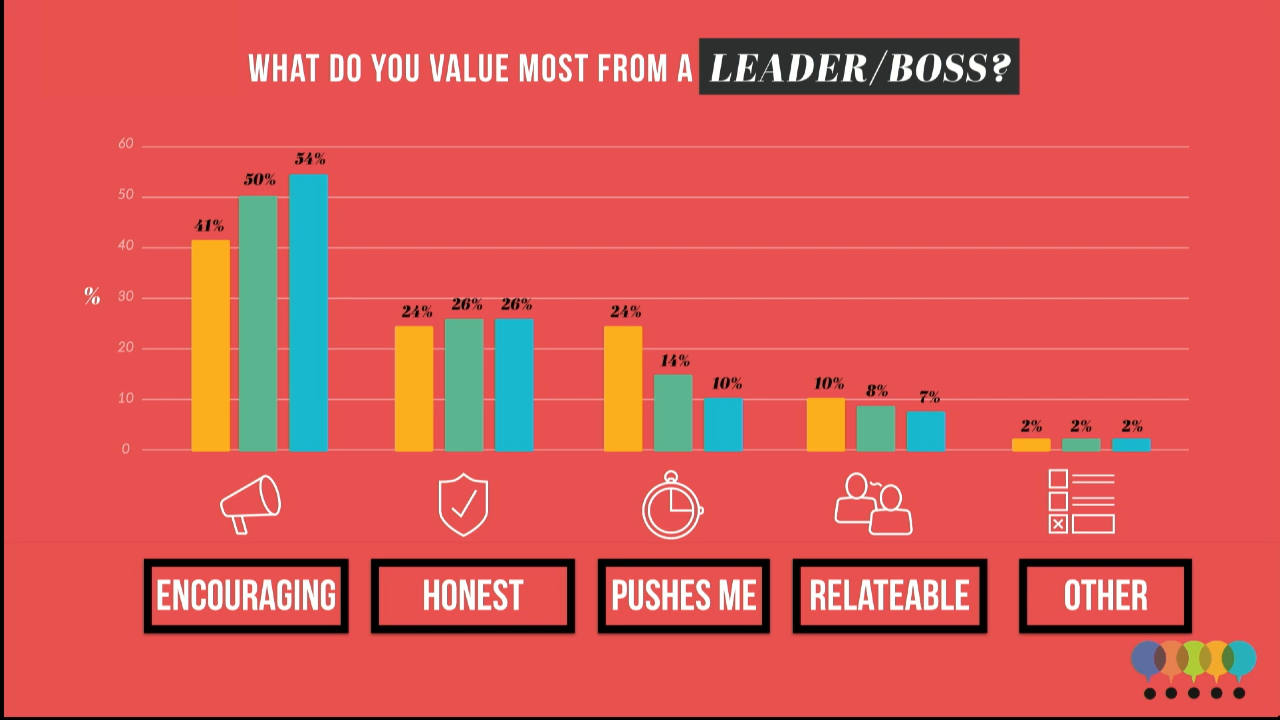 WHAT DO YOU VALUE MOST FROM A LEADER/BOSS?
60
50
40
30
20
10
0
%
41% 50% 54%
24% 26% 26%
24% 14% 10%
10% 8% 7%
2% 2% 2%
ENCOURAGING HONEST PUSHES ME RELATEABLE OTHER